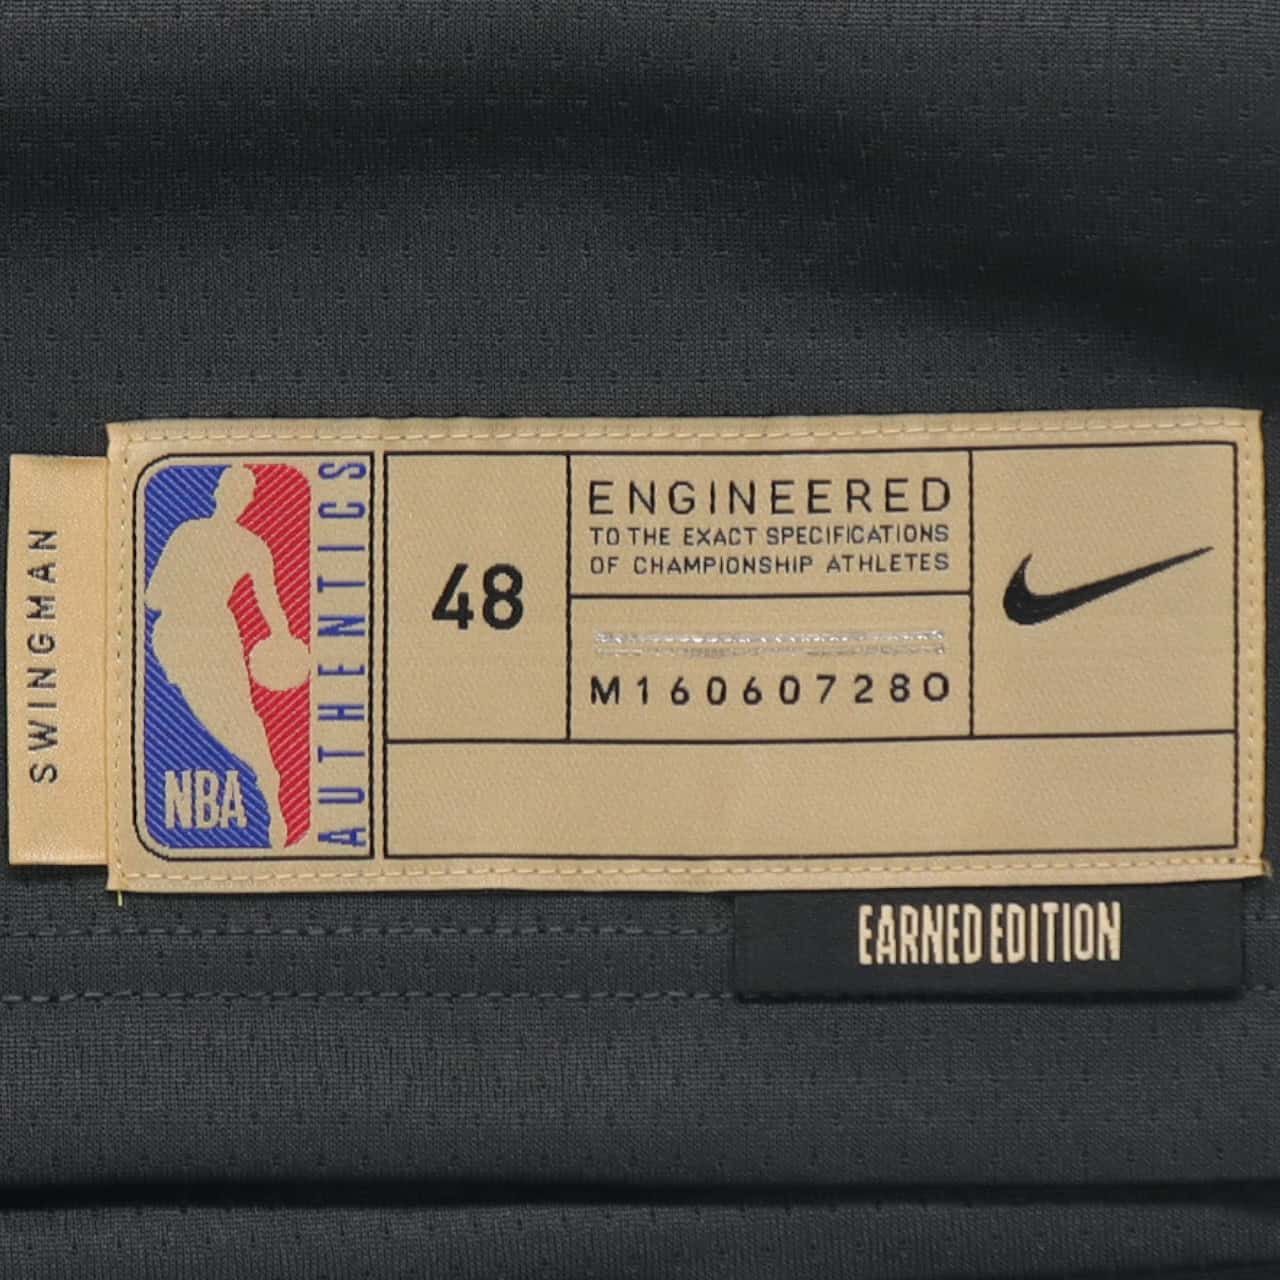 SWINGMAN
NBA
AUTHENTICS
48
ENGINEERED
TO THE EXACT SPECIFICATIONS
OF CHAMPIONSHIP ATHLETES
M160607280
EARNED EDITION